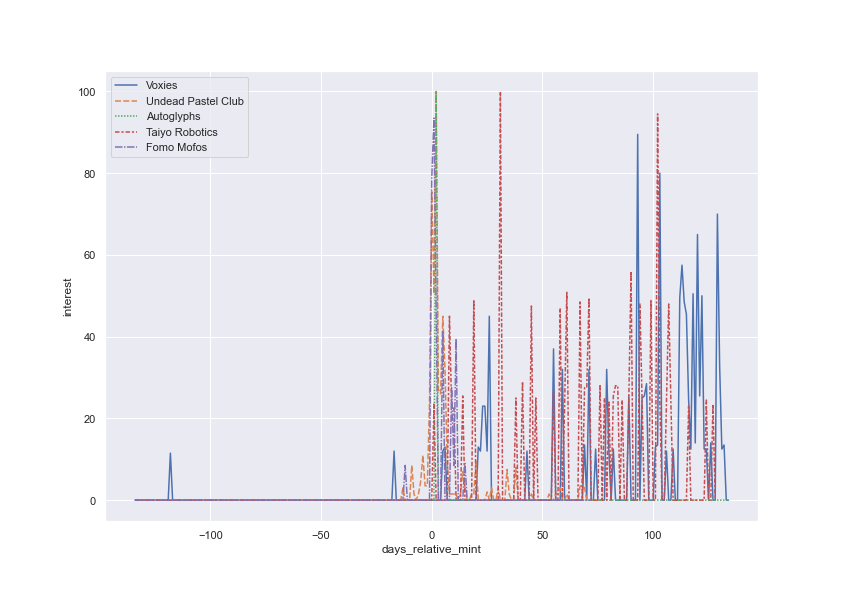 Voxies
Undead Pastel Club
Autoglyphs
Taiyo Robotics
Fomo Mofos
100
80
60
40
20
0
interest
−100
−50
0
50
100
days_relative_mint